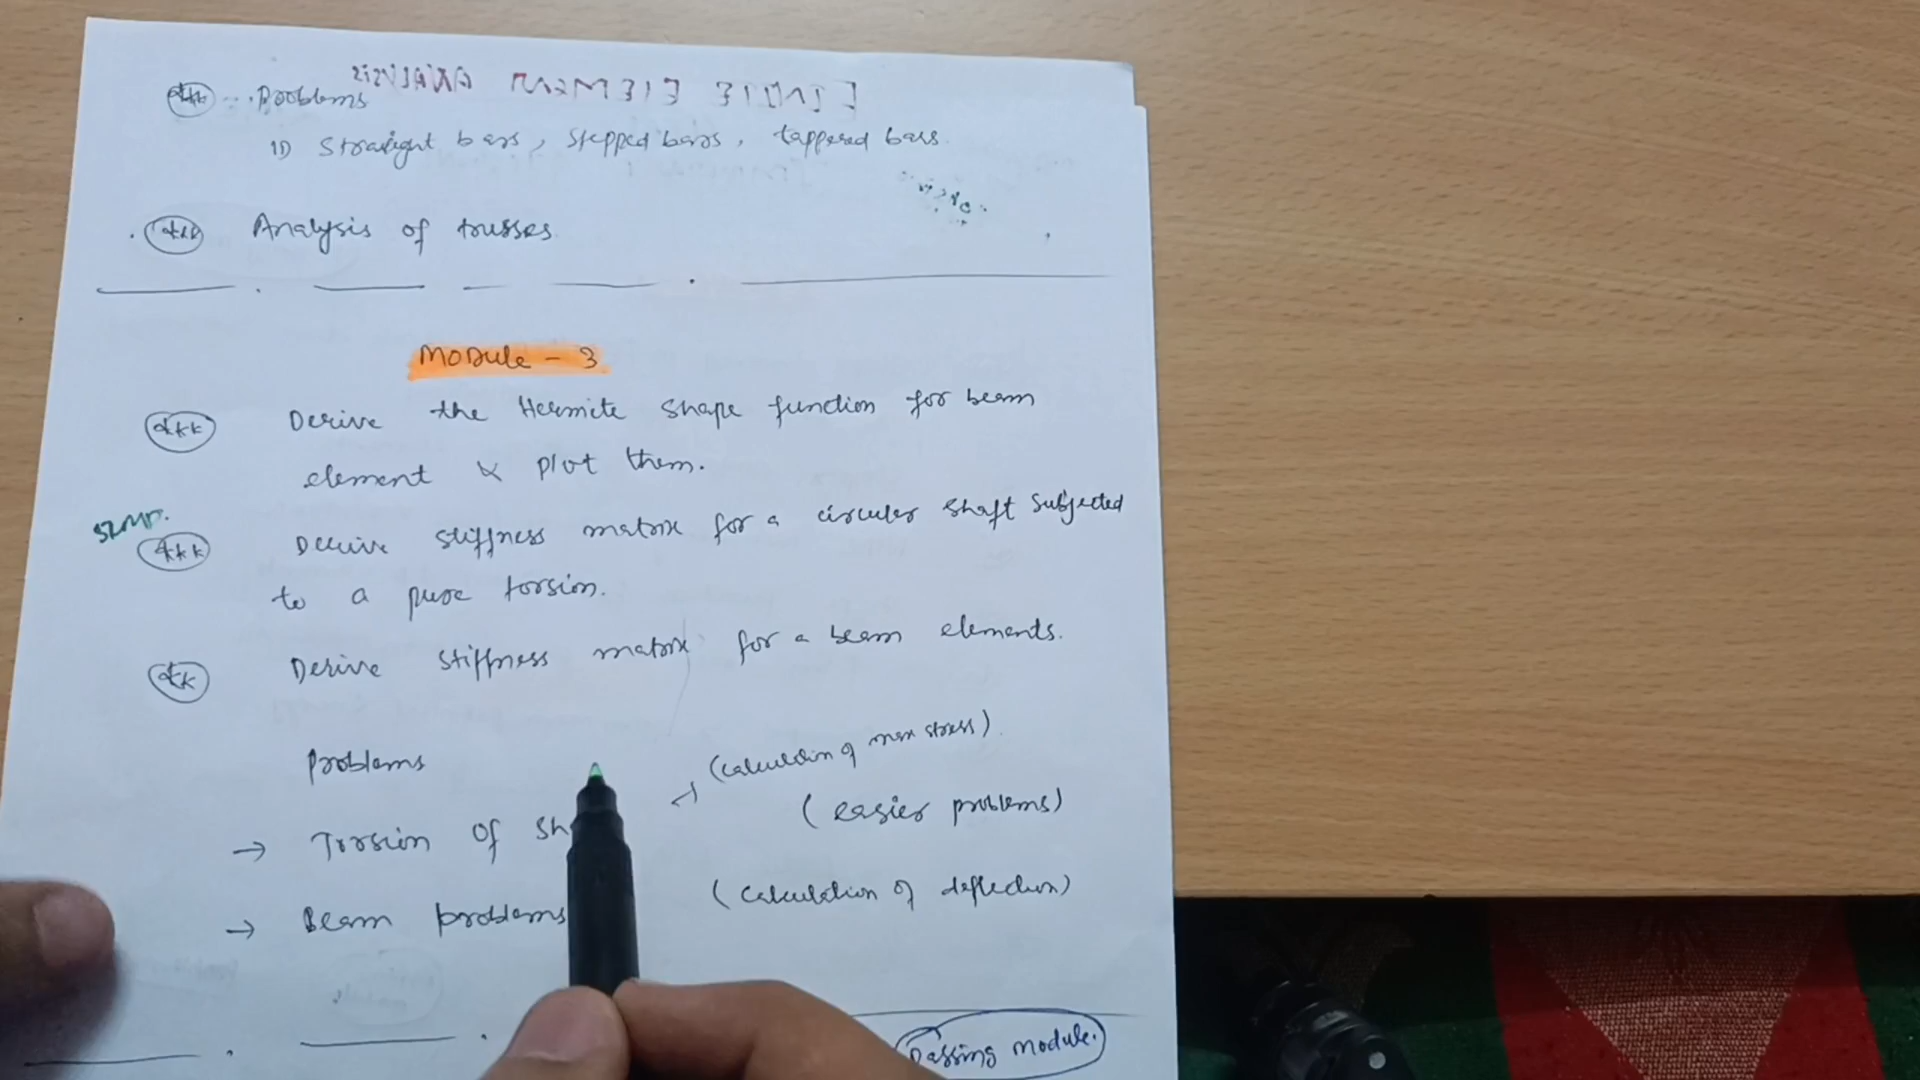 Problems
1) Straight bars, Stepped bars, tappered bars
Analysis of trusses
Module - 3
Derive the Hermite shape function for beam
element & plot them.
Derive stiffness matrix for a circular shaft subjected
to a pure torsion.
Derive stiffness matrix for a beam elements.
Problems
(calculation of max stress)
(easier problems)
→ Torsion of sh
→ Beam problems
(calculation of deflection)
Passing module.